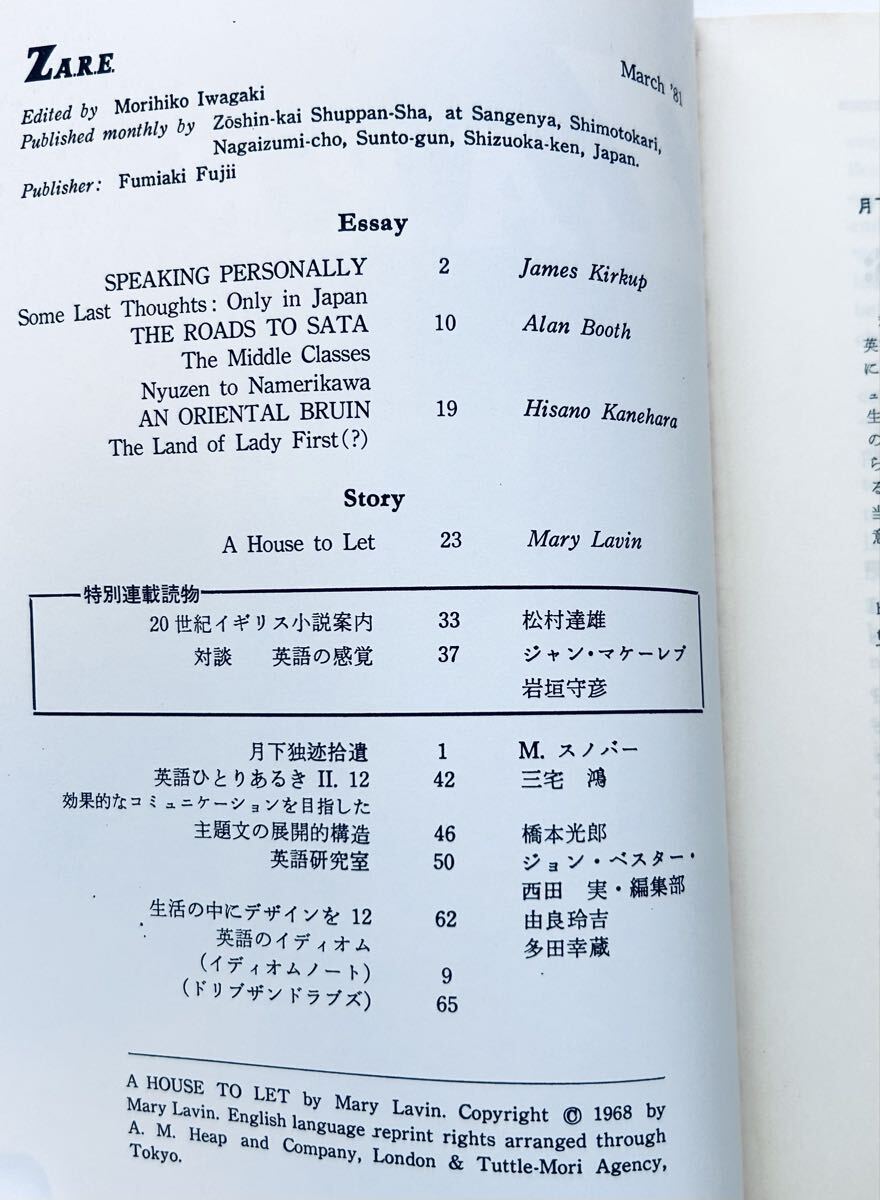 Z.A.R.E.
March '81
Edited by Morihiko Iwagaki
Published monthly by Zōshin-kai Shuppan-Sha, at Sangenya, Shimotokari,
Nagaizumi-cho, Sunto-gun, Shizuoka-ken, Japan.
Publisher: Fumiaki Fujii
Essay
SPEAKING PERSONALLY 2 James Kirkup
Some Last Thoughts: Only in Japan
THE ROADS TO SATA 10 Alan Booth
The Middle Classes
Nyuzen to Namerikawa
AN ORIENTAL BRUIN 19 Hisano Kanehara
The Land of Lady First(?)
Story
A House to Let 23 Mary Lavin
特別連載読物
20世紀イギリス小説案内 33 松村達雄
対談 英語の感覚 37 ジャン・マケーレブ
岩垣守彦
月下独迹拾遺 1 M. スノバー
英語ひとりあるき II. 12 42 三宅 鴻
効果的なコミュニケーションを目指した
主題文の展開的構造 46 橋本光郎
英語研究室 50 ジョン・ベスター・
西田 実・編集部
生活の中にデザインを 12 62 由良玲吉
英語のイディオム 多田幸蔵
(イディオムノート) 9
(ドリブザンドラブズ) 65
A HOUSE TO LET by Mary Lavin. Copyright © 1968 by
Mary Lavin. English language reprint rights arranged through
A. M. Heap and Company, London & Tuttle-Mori Agency,
Tokyo.
月
英
に
ュ
生
の
ら
る
当
意